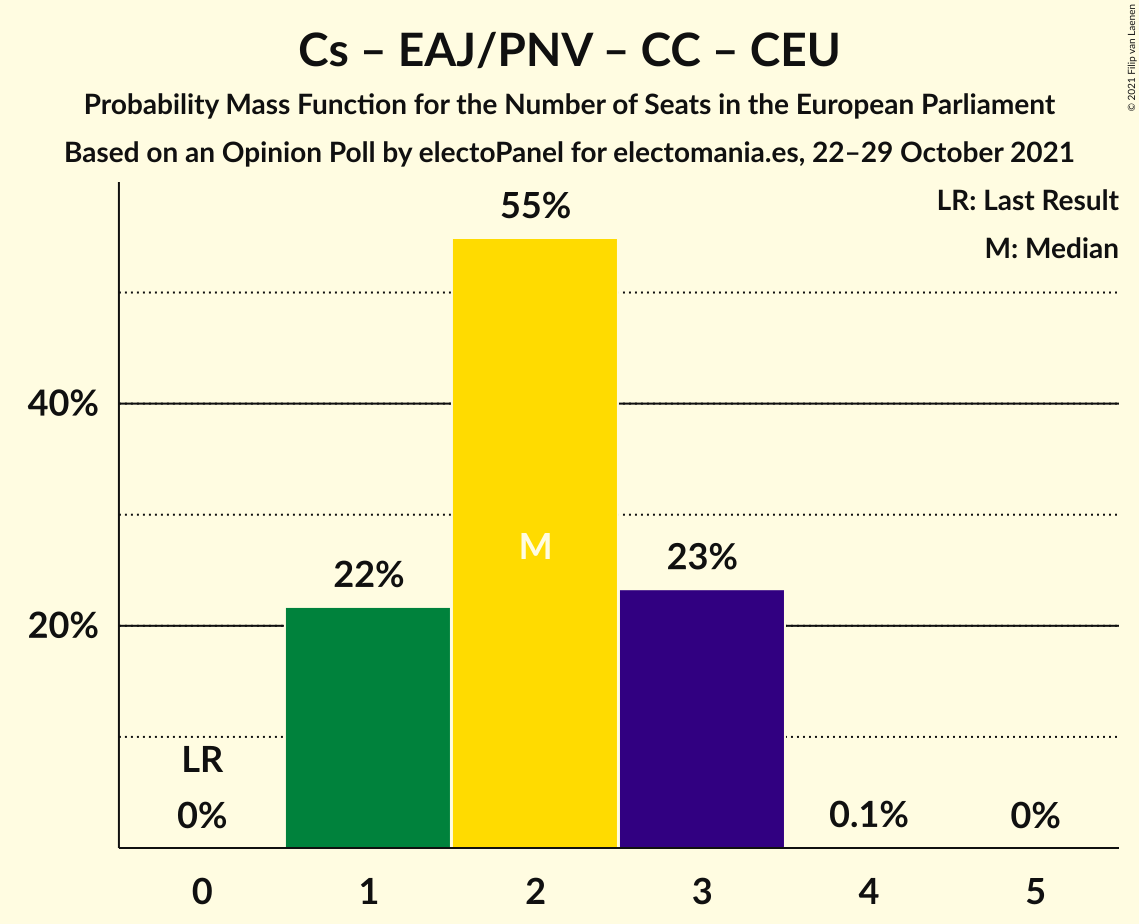 Cs – EAJ/PNV – CC – CEU
Probability Mass Function for the Number of Seats in the European Parliament
Based on an Opinion Poll by electoPanel for electomania.es, 22–29 October 2021
© 2021 Filip van Laenen
LR: Last Result
M: Median
55%
40%
M
23%
22%
20%
LR
0%
0.1%
0%
0 1 2 3 4 5